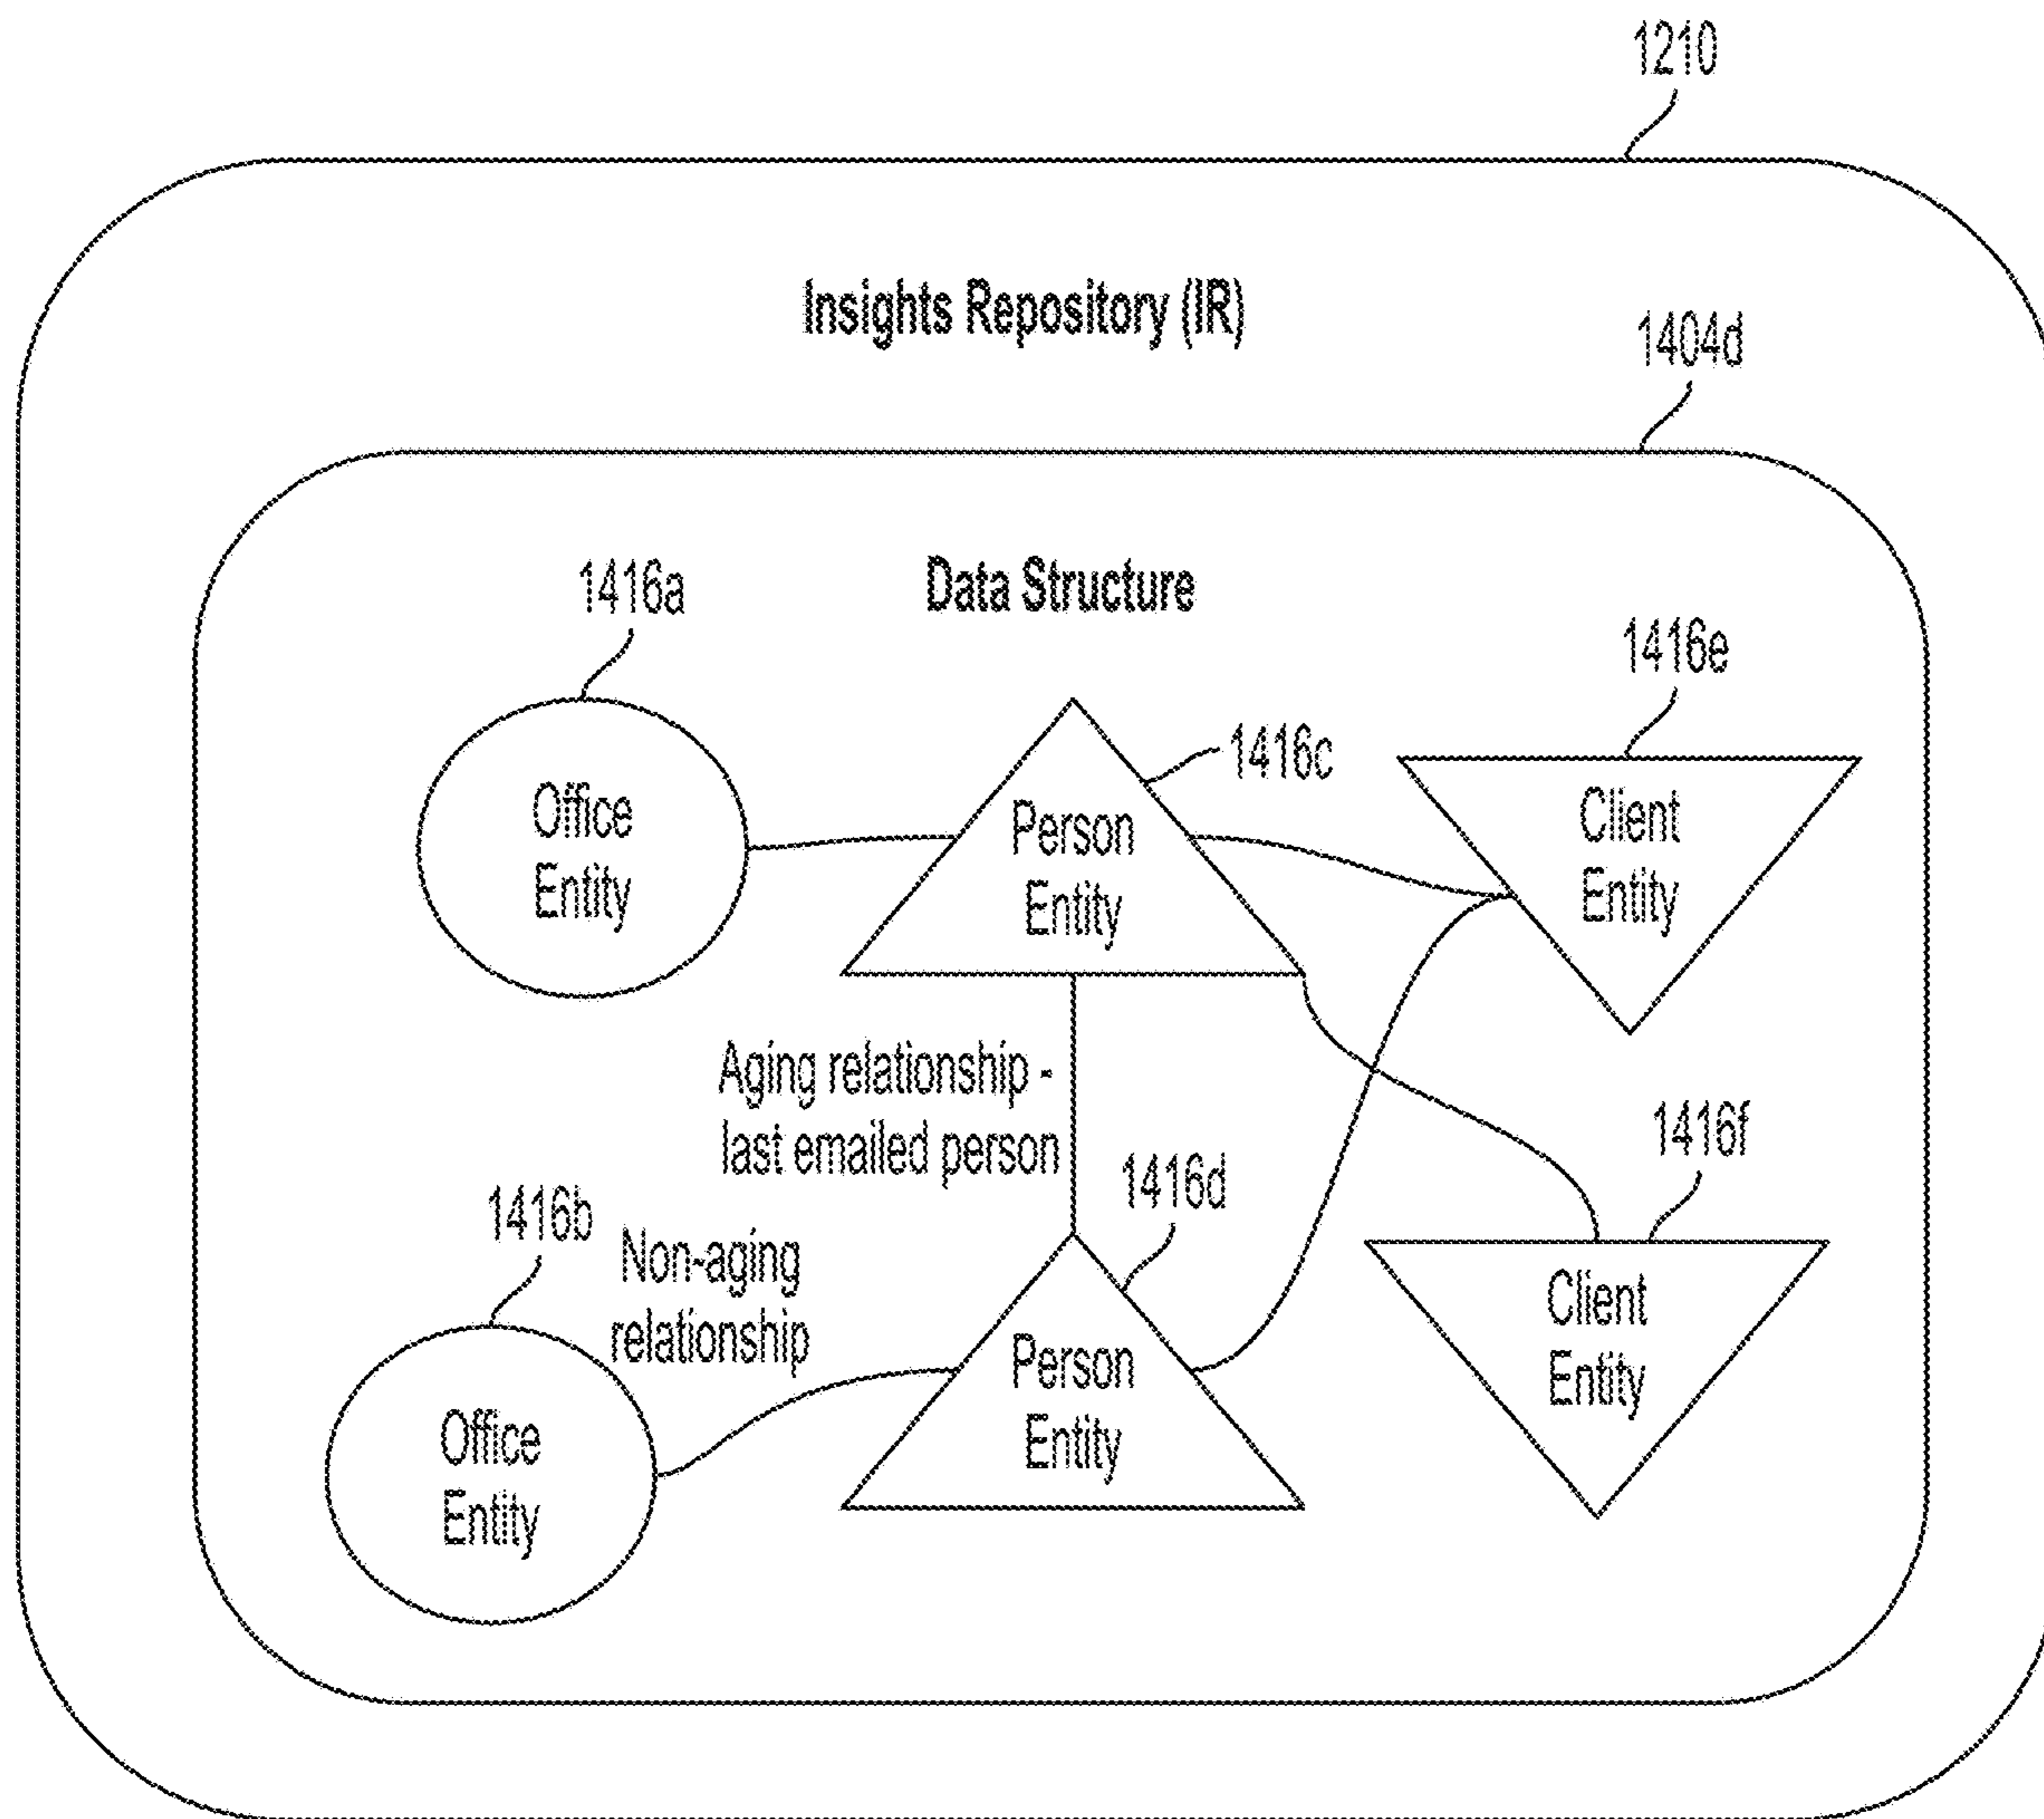 1210
Insights Repository (IR)
1404d
Data Structure
1416a
1416e
1416c
Office
Entity
Person
Entity
Client
Entity
Aging relationship -
last emailed person
1416f
1416d
1416b
Non-aging
relationship
Client
Entity
Person
Entity
Office
Entity